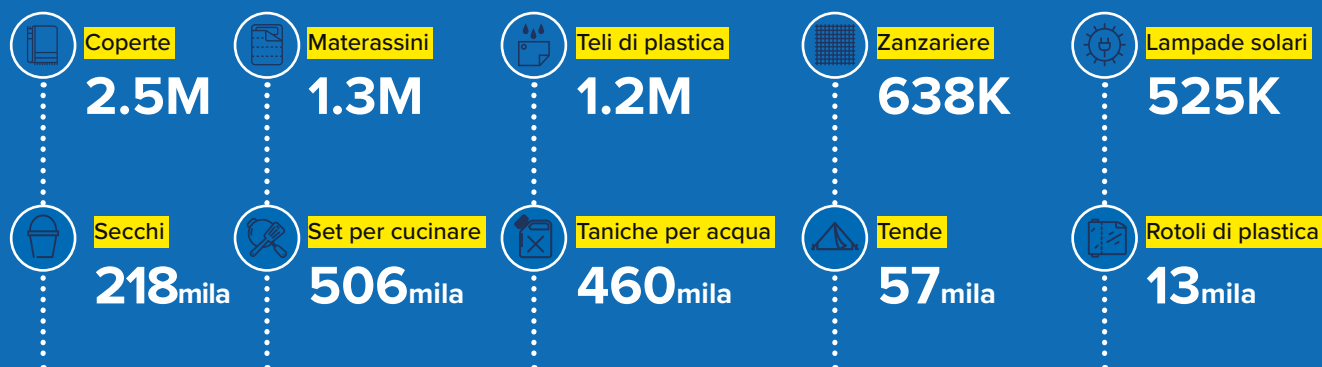 Coperte
2.5M
Materassini
1.3M
Teli di plastica
1.2M
Zanzariere
638K
Lampade solari
525K
Secchi
218mila
Set per cucinare
506mila
Taniche per acqua
460mila
Tende
57mila
Rotoli di plastica
13mila